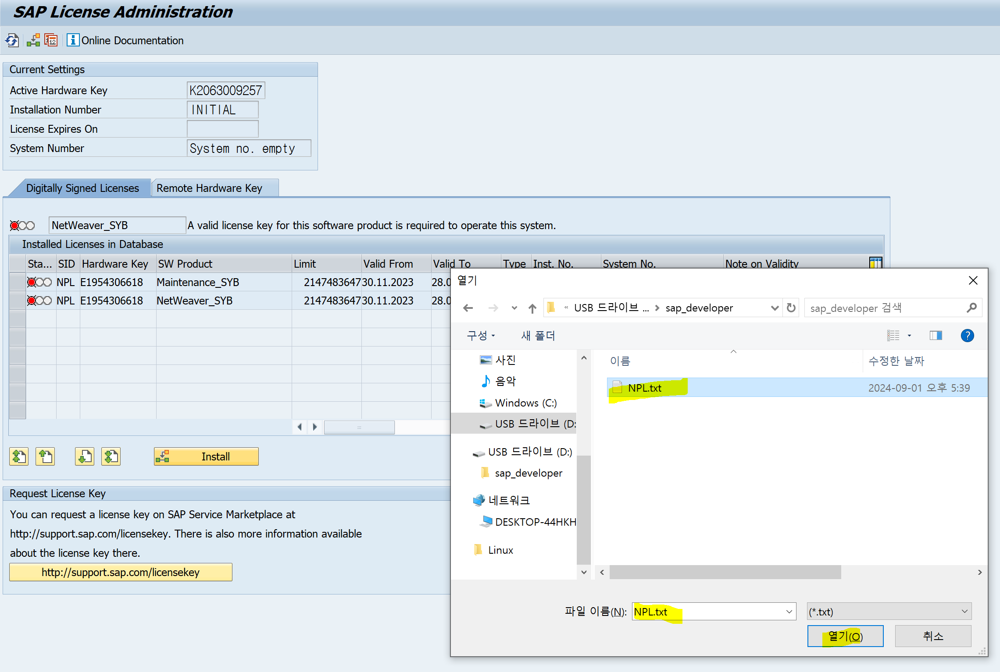 SAP License Administration
Online Documentation
Current Settings
Active Hardware Key K2063009257
Installation Number INITIAL
License Expires On
System Number System no. empty
Digitally Signed Licenses Remote Hardware Key
NetWeaver_SYB A valid license key for this software product is required to operate this system.
Installed Licenses in Database
Sta... SID Hardware Key SW Product Limit Valid From Valid To Type Inst. No. System No. Note on Validity
NPL E1954306618 Maintenance_SYB 2147483647 30.11.2023 28.0
NPL E1954306618 NetWeaver_SYB 2147483647 30.11.2023 28.0
Install
Request License Key
You can request a license key on SAP Service Marketplace at
http://support.sap.com/licensekey. There is also more information available
about the license key there.
http://support.sap.com/licensekey
열기
« USB 드라이브 ... › sap_developer
sap_developer 검색
구성 새 폴더
사진
음악
Windows (C:)
USB 드라이브 (D:
USB 드라이브 (D:)
sap_developer
네트워크
DESKTOP-44HKH
Linux
이름 수정한 날짜
NPL.txt 2024-09-01 오후 5:39
파일 이름(N): NPL.txt (*.txt)
열기(O) 취소